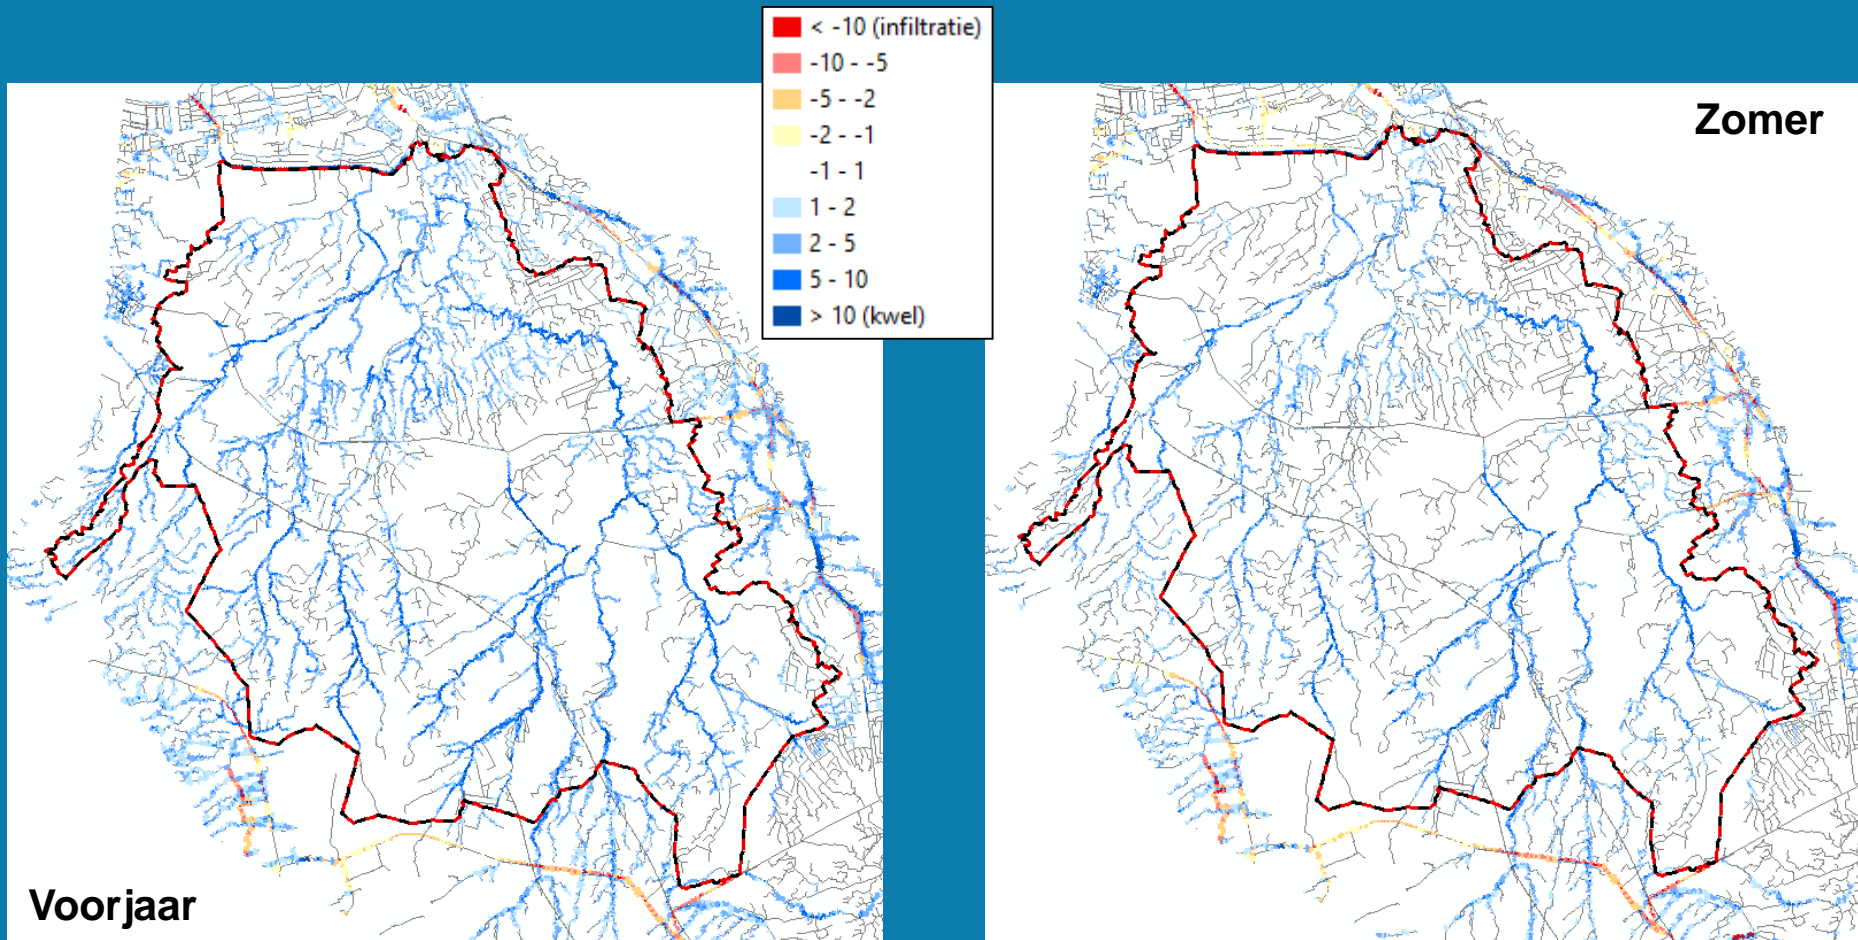 < -10 (infiltratie)
-10 - -5
-5 - -2
-2 - -1
-1 - 1
1 - 2
2 - 5
5 - 10
> 10 (kwel)
Zomer
Voorjaar